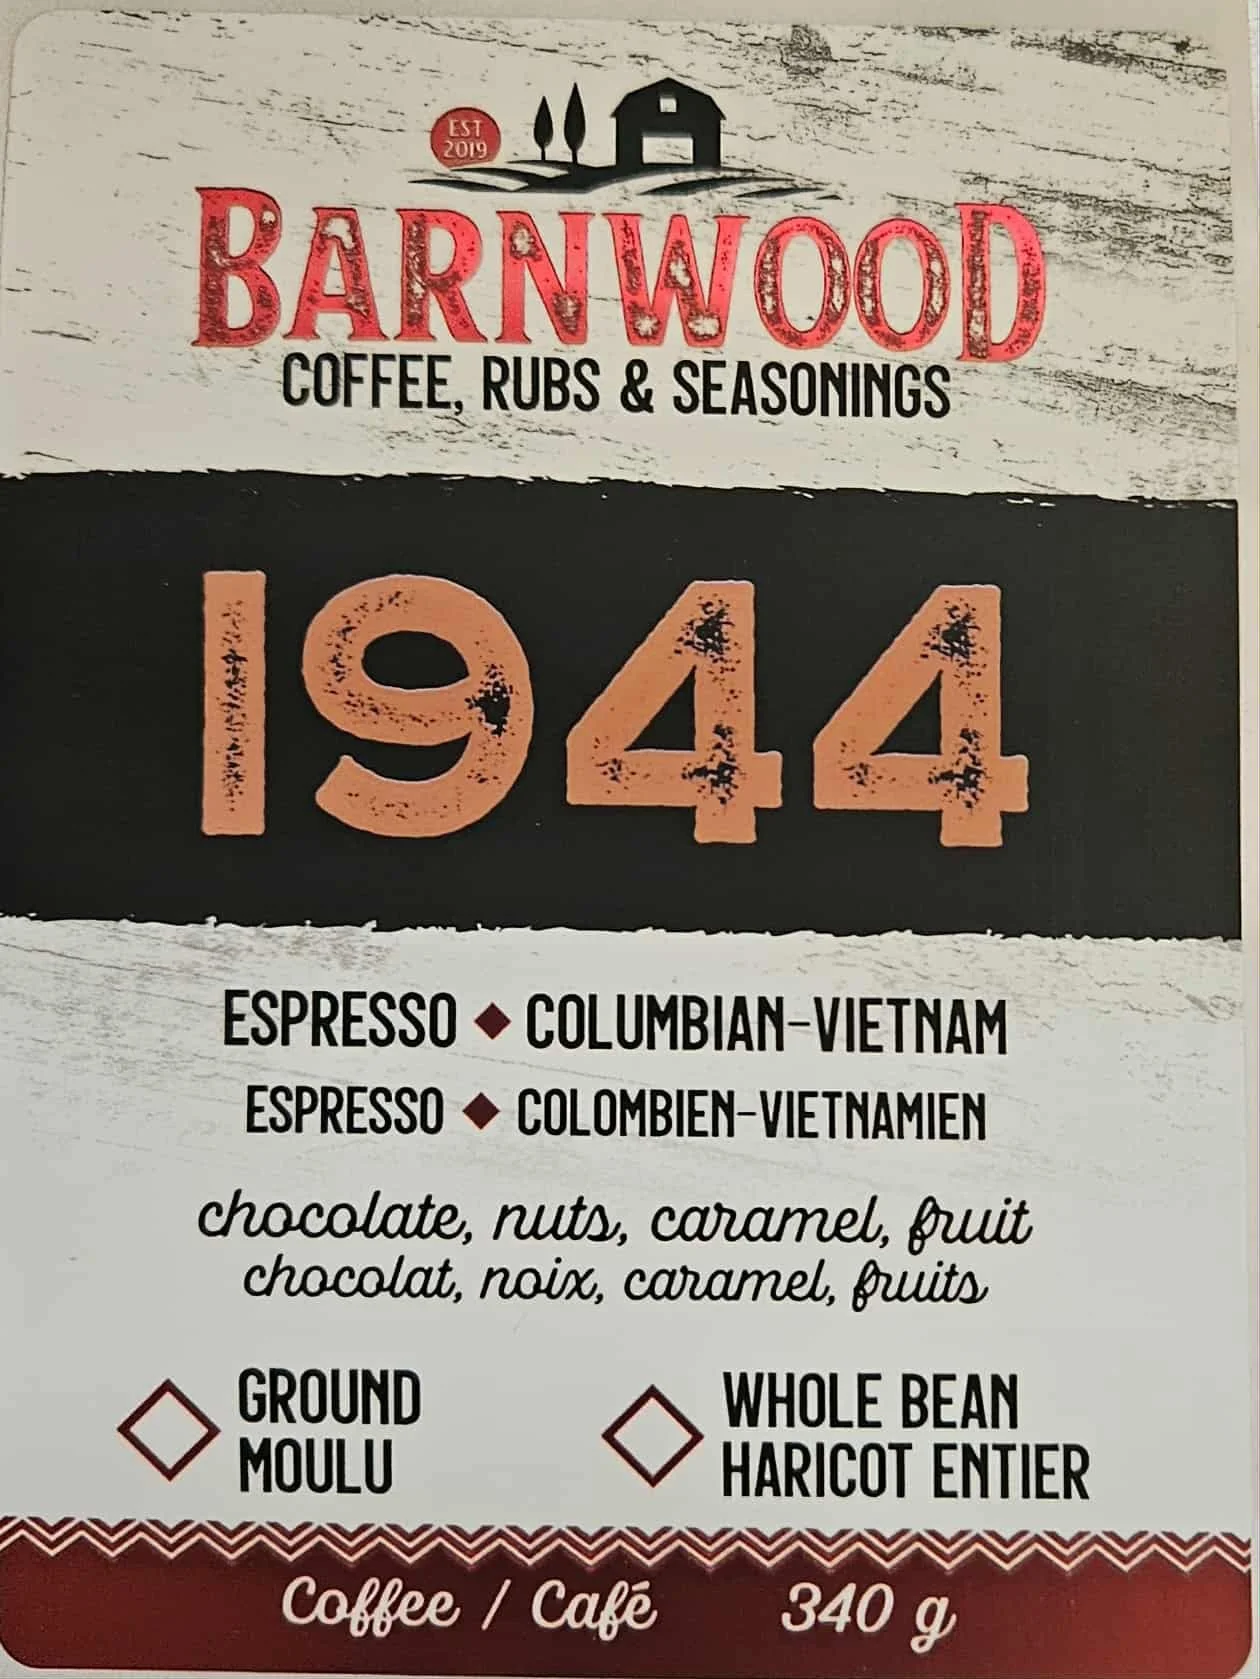 EST
2019
BARNWOOD
COFFEE, RUBS & SEASONINGS
1944
ESPRESSO ◆ COLUMBIAN-VIETNAM
ESPRESSO ◆ COLOMBIEN-VIETNAMIEN
chocolate, nuts, caramel, fruit
chocolat, noix, caramel, fruits
GROUND
MOULU
WHOLE BEAN
HARICOT ENTIER
Coffee / Café 340 g